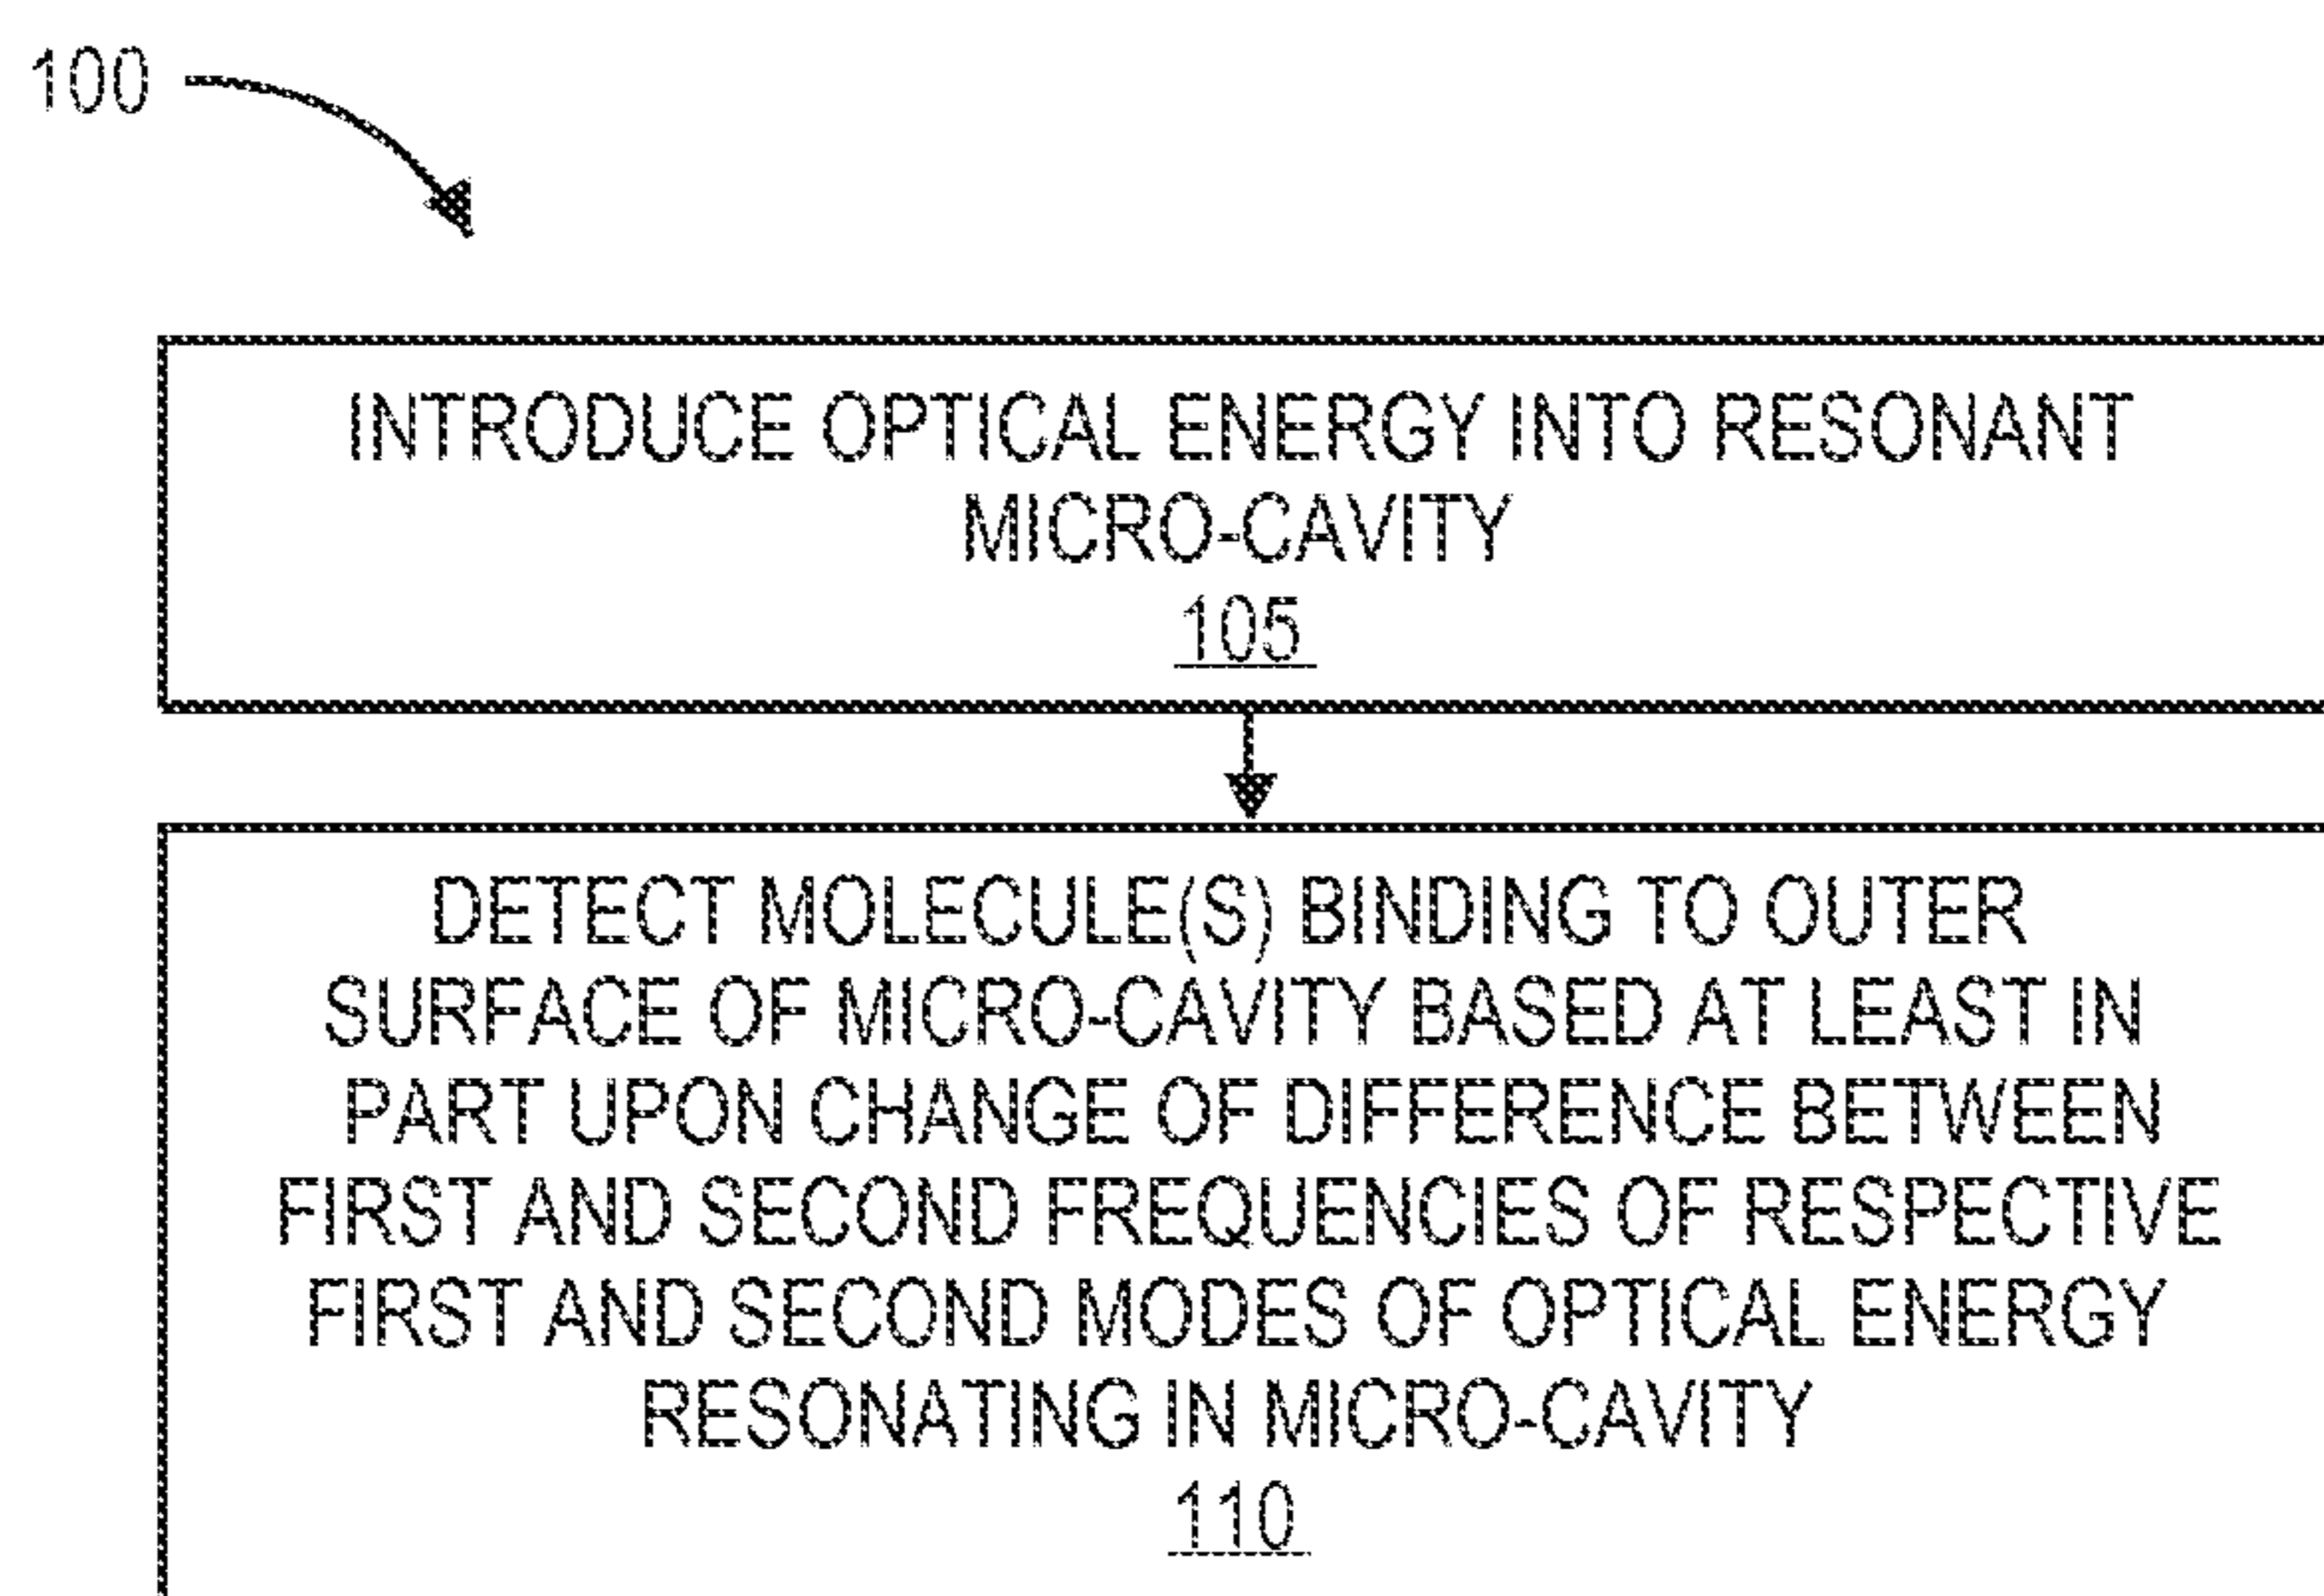 100
INTRODUCE OPTICAL ENERGY INTO RESONANT
MICRO-CAVITY
105
DETECT MOLECULE(S) BINDING TO OUTER
SURFACE OF MICRO-CAVITY BASED AT LEAST IN
PART UPON CHANGE OF DIFFERENCE BETWEEN
FIRST AND SECOND FREQUENCIES OF RESPECTIVE
FIRST AND SECOND MODES OF OPTICAL ENERGY
RESONATING IN MICRO-CAVITY
110